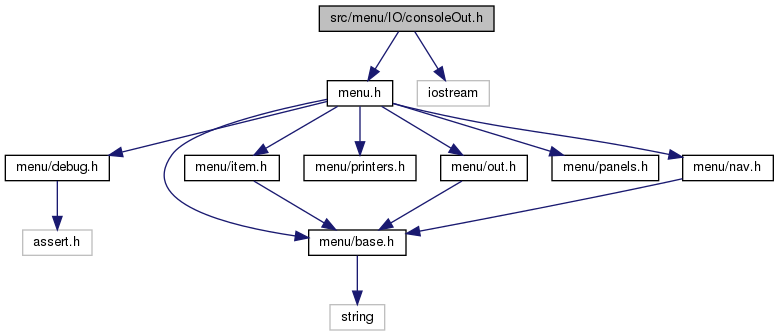 src/menu/IO/consoleOut.h
menu.h
iostream
menu/debug.h
menu/item.h
menu/printers.h
menu/out.h
menu/panels.h
menu/nav.h
assert.h
menu/base.h
string